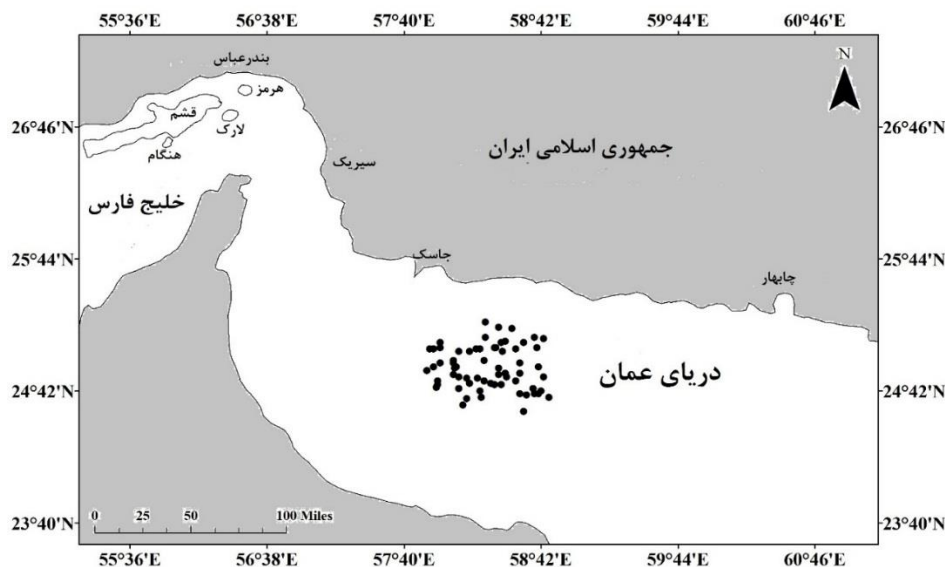 55°36'E 56°38'E 57°40'E 58°42'E 59°44'E 60°46'E
N
بندرعباس
هرمز
قشم
لارک
26°46'N 26°46'N
هنگام
سیریک
جمهوری اسلامی ایران
خلیج فارس
25°44'N 25°44'N
جاسک
چابهار
دریای عمان
24°42'N 24°42'N
0 25 50 100 Miles
23°40'N 23°40'N
55°36'E 56°38'E 57°40'E 58°42'E 59°44'E 60°46'E